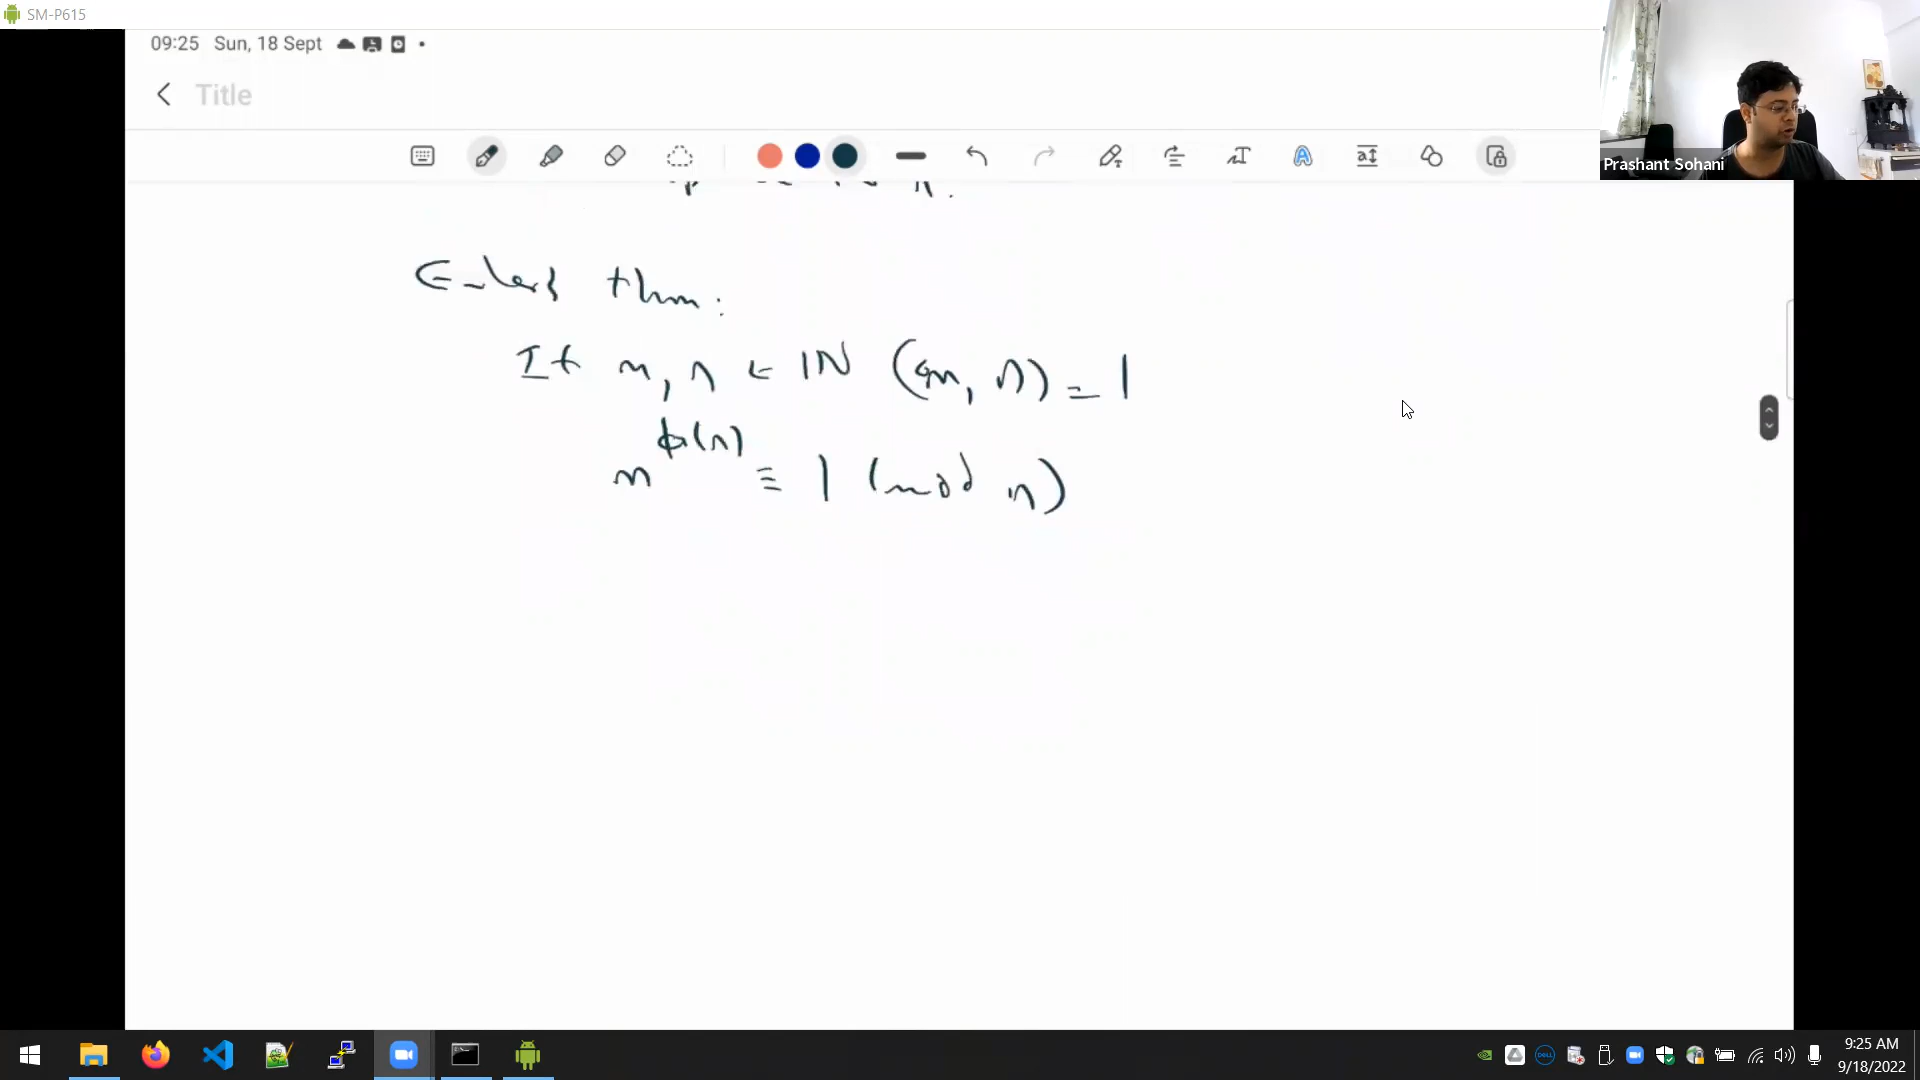 SM-P615
09:25 Sun, 18 Sept
Title
Prashant Sohani
Euler's thm:
If m, n ∈ IN (m, n) = 1
m^ϕ(n) ≡ 1 (mod n)
9:25 AM
9/18/2022